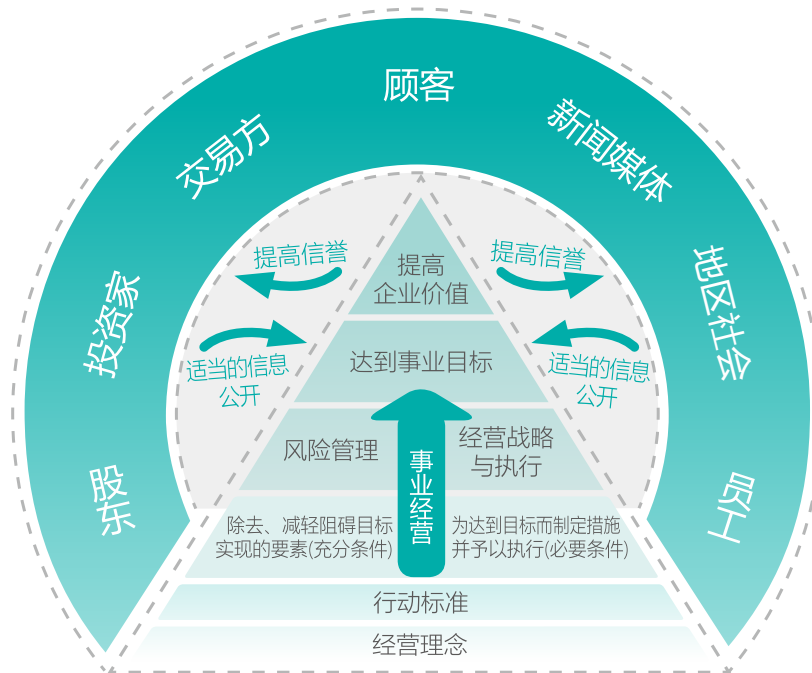 顾客
交易方
新闻媒体
投资家
地区社会
股东
员工
提高信誉
提高信誉
适当的信息
公开
适当的信息
公开
提高
企业价值
达到事业目标
风险管理
经营战略
与执行
事业经营
除去、减轻阻碍目标
实现的要素(充分条件)
为达到目标而制定措施
并予以执行(必要条件)
行动标准
经营理念